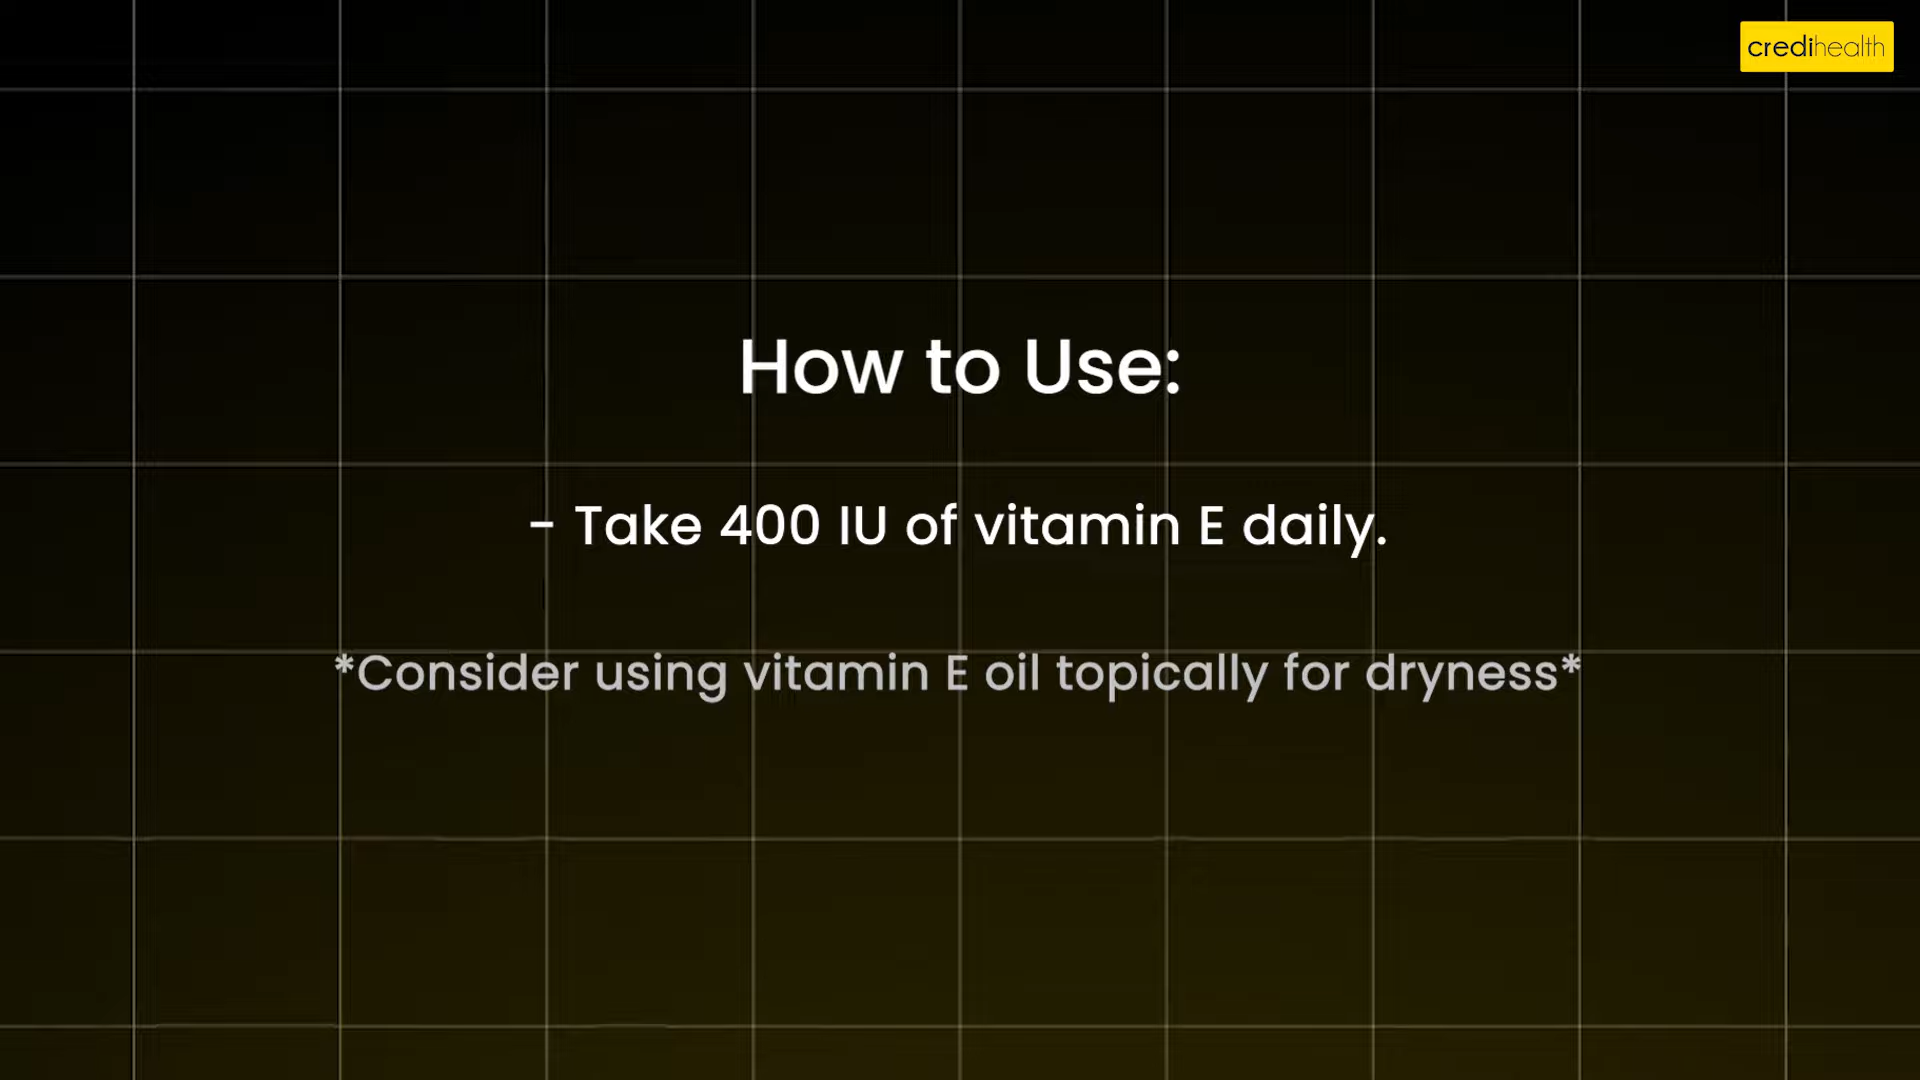 credihealth
How to Use:
- Take 400 IU of vitamin E daily.
*Consider using vitamin E oil topically for dryness*